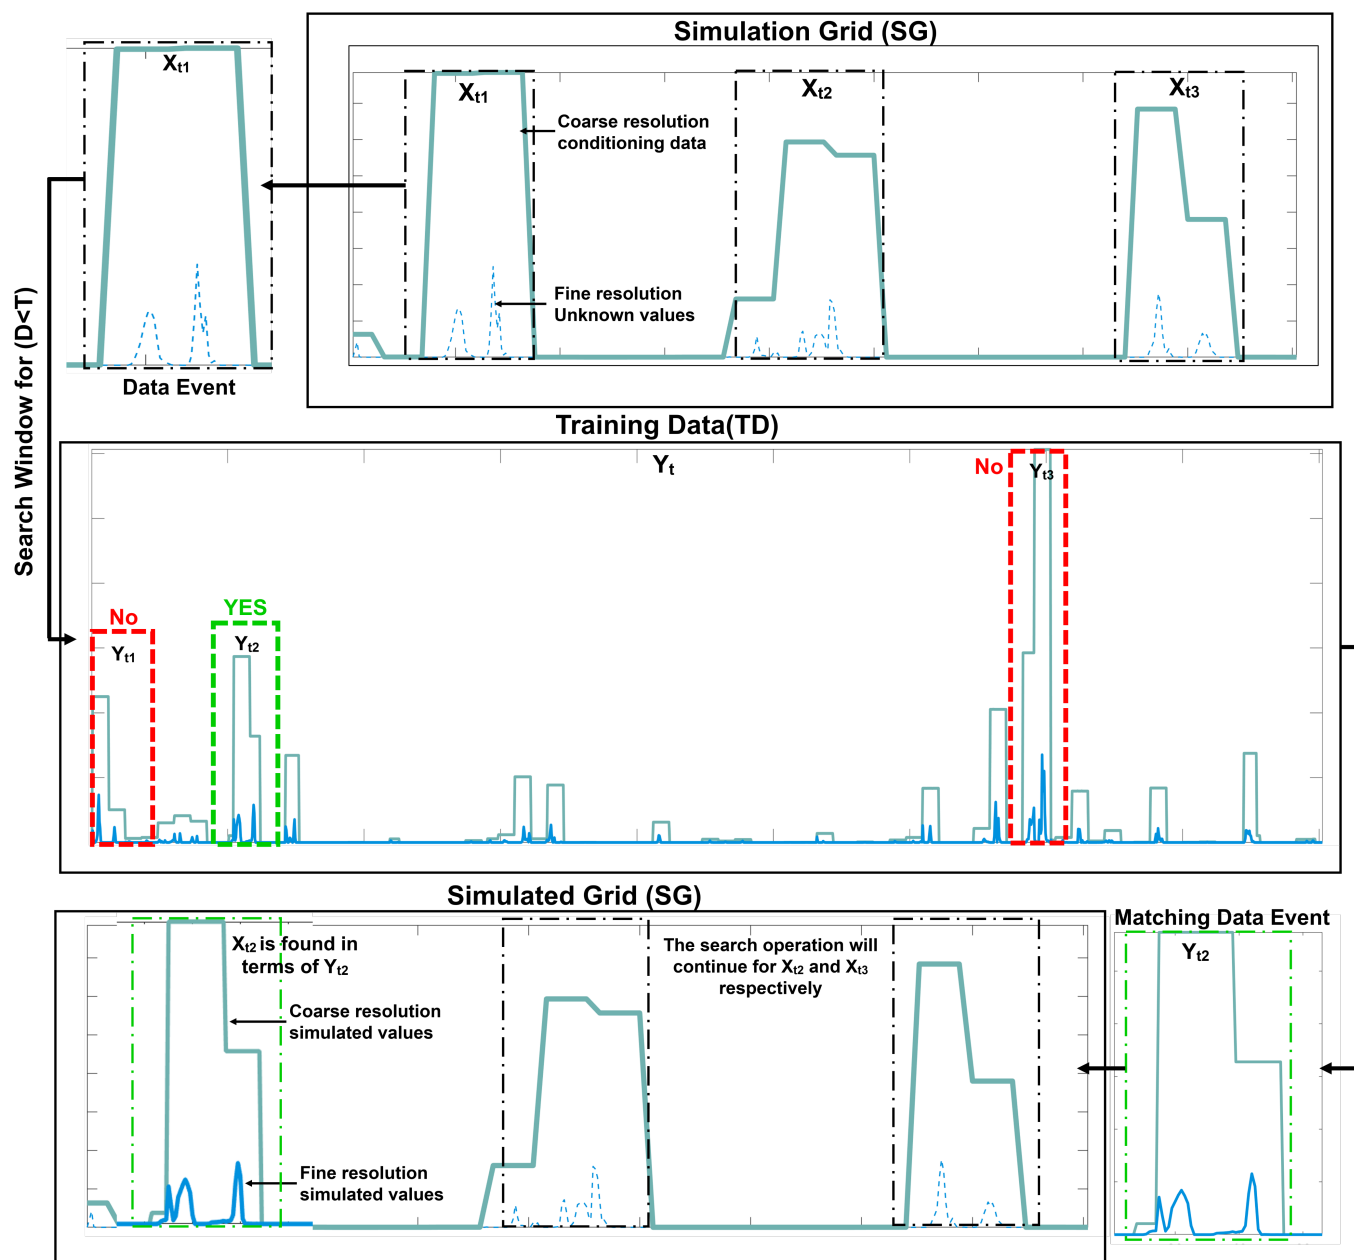 Simulation Grid (SG)
Xt1
Xt1
Xt2
Xt3
Coarse resolution
conditioning data
Fine resolution
Unknown values
Data Event
Search Window for (D<T)
Training Data(TD)
Yt
No
Yt3
YES
No
Yt2
Yt1
Simulated Grid (SG)
Matching Data Event
Xt2 is found in
terms of Yt2
The search operation will
continue for Xt2 and Xt3
respectively
Yt2
Coarse resolution
simulated values
Fine resolution
simulated values